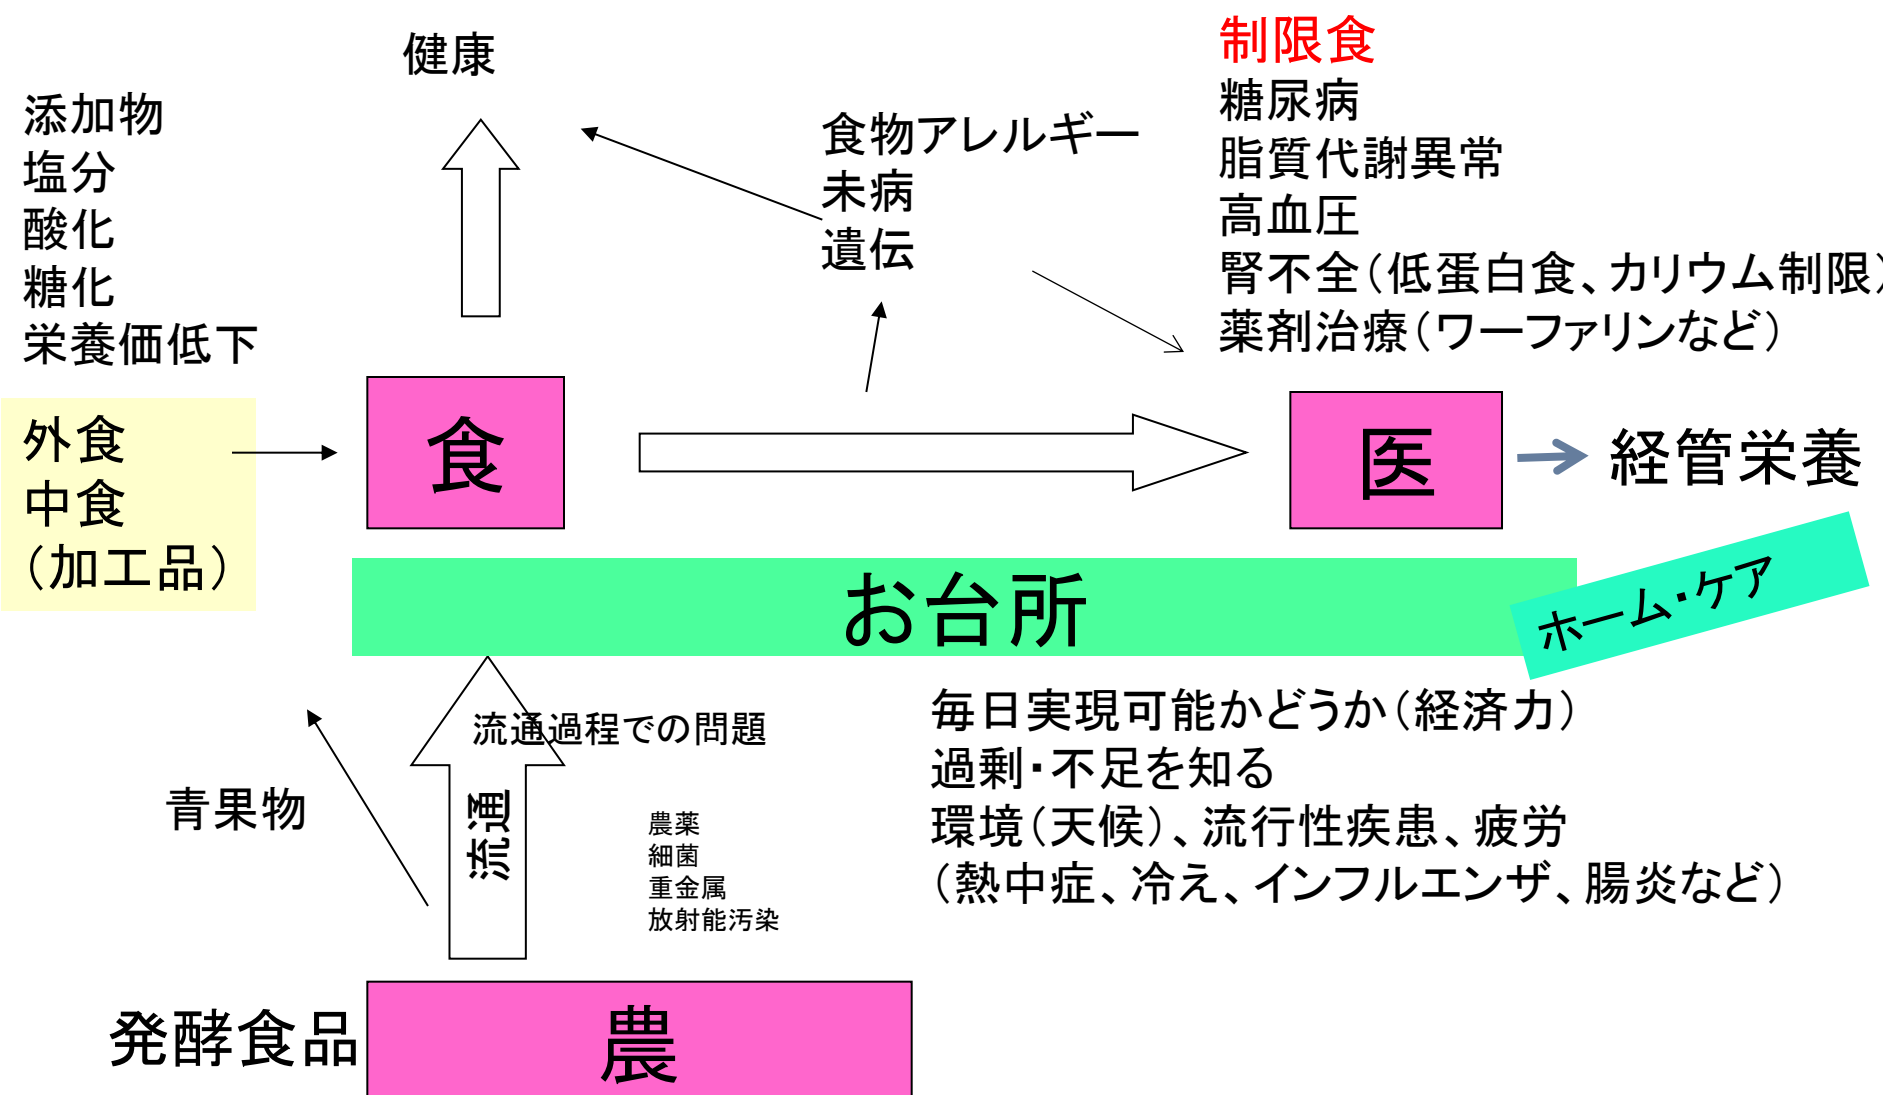 健康
添加物
塩分
酸化
糖化
栄養価低下
食物アレルギー
未病
遺伝
制限食
糖尿病
脂質代謝異常
高血圧
腎不全（低蛋白食、カリウム制限）
薬剤治療（ワーファリンなど）
外食
中食
（加工品）
食
医
経管栄養
お台所
ホーム・ケア
流通過程での問題
流通
青果物
農薬
細菌
重金属
放射能汚染
毎日実現可能かどうか（経済力）
過剰・不足を知る
環境（天候）、流行性疾患、疲労
（熱中症、冷え、インフルエンザ、腸炎など）
発酵食品
農